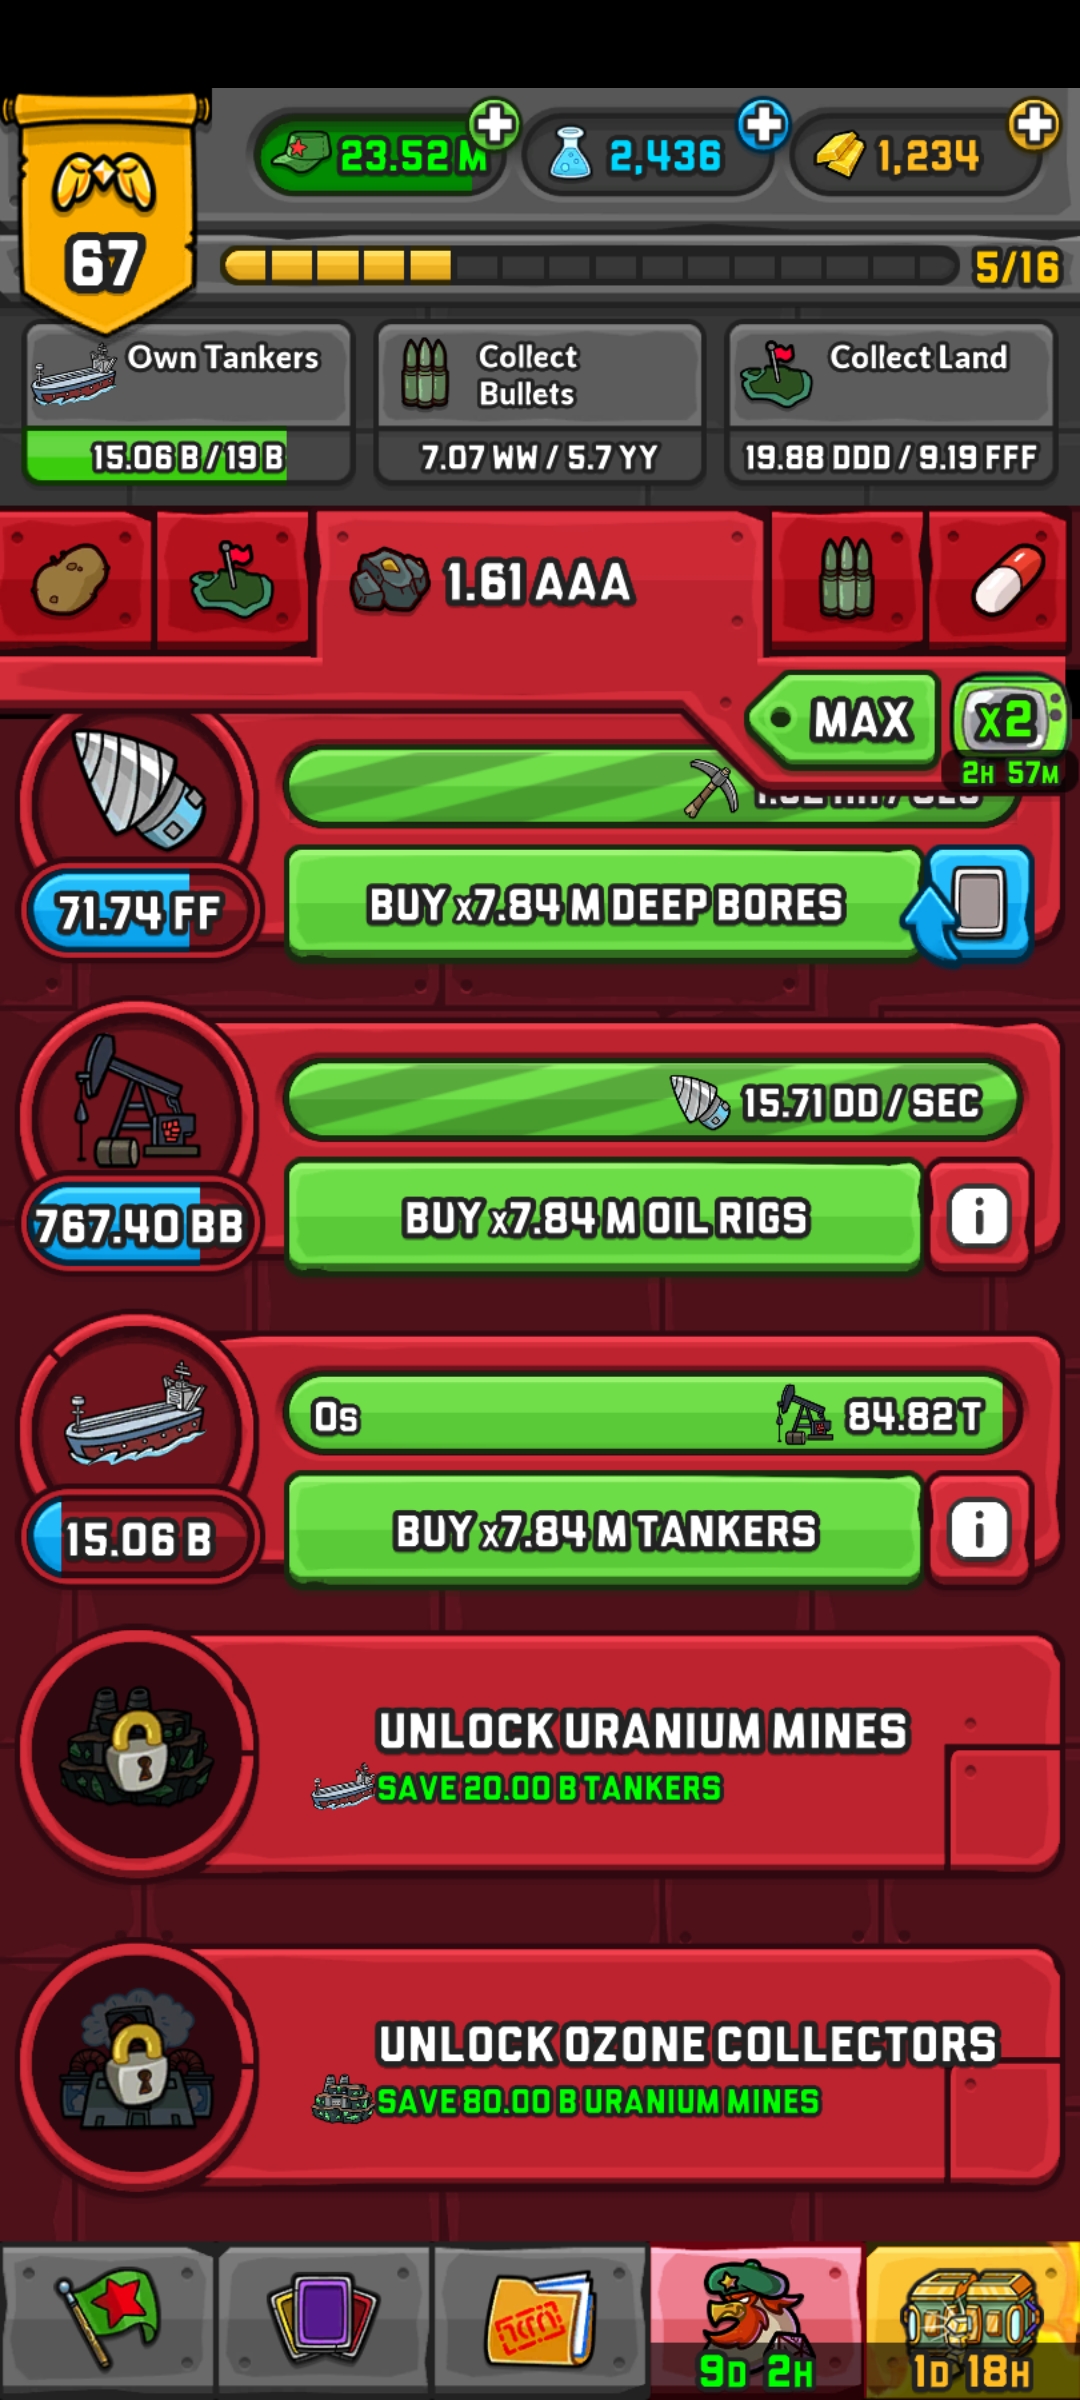 23.52 M
2,436
1,234
67
5/16
Own Tankers
15.06 B / 19 B
Collect
Bullets
7.07 WW / 5.7 YY
Collect Land
19.88 DDD / 9.19 FFF
1.61 AAA
MAX
x2
2H 57M
71.74 FF
BUY x7.84 M DEEP BORES
15.71 DD / SEC
767.40 BB
BUY x7.84 M OIL RIGS
i
0s
84.82 T
15.06 B
BUY x7.84 M TANKERS
i
UNLOCK URANIUM MINES
SAVE 20.00 B TANKERS
UNLOCK OZONE COLLECTORS
SAVE 80.00 B URANIUM MINES
9D 2H
1D 18H